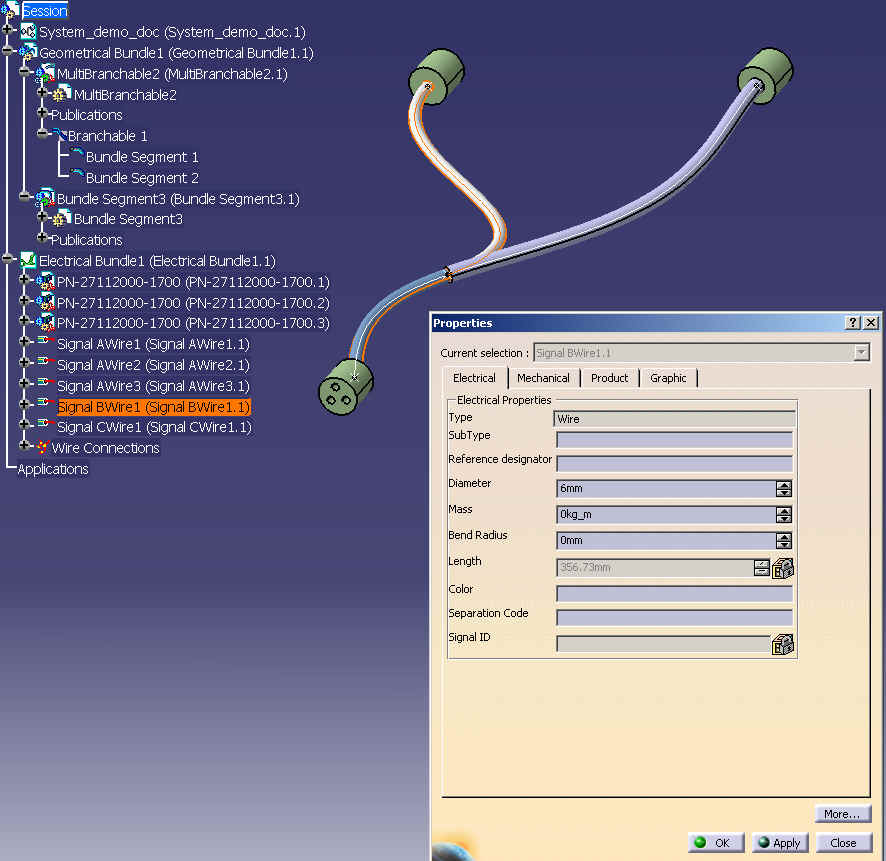 Session
System_demo_doc (System_demo_doc.1)
Geometrical Bundle1 (Geometrical Bundle1.1)
MultiBranchable2 (MultiBranchable2.1)
MultiBranchable2
Publications
Branchable 1
Bundle Segment 1
Bundle Segment 2
Bundle Segment3 (Bundle Segment3.1)
Bundle Segment3
Publications
Electrical Bundle1 (Electrical Bundle1.1)
PN-27112000-1700 (PN-27112000-1700.1)
PN-27112000-1700 (PN-27112000-1700.2)
PN-27112000-1700 (PN-27112000-1700.3)
Signal AWire1 (Signal AWire1.1)
Signal AWire2 (Signal AWire2.1)
Signal AWire3 (Signal AWire3.1)
Signal BWire1 (Signal BWire1.1)
Signal CWire1 (Signal CWire1.1)
Wire Connections
Applications
Properties
Current selection : Signal BWire1.1
Electrical Mechanical Product Graphic
Electrical Properties
Type Wire
SubType
Reference designator
Diameter 6mm
Mass 0kg_m
Bend Radius 0mm
Length 356.73mm
Color
Separation Code
Signal ID
More...
OK Apply Close